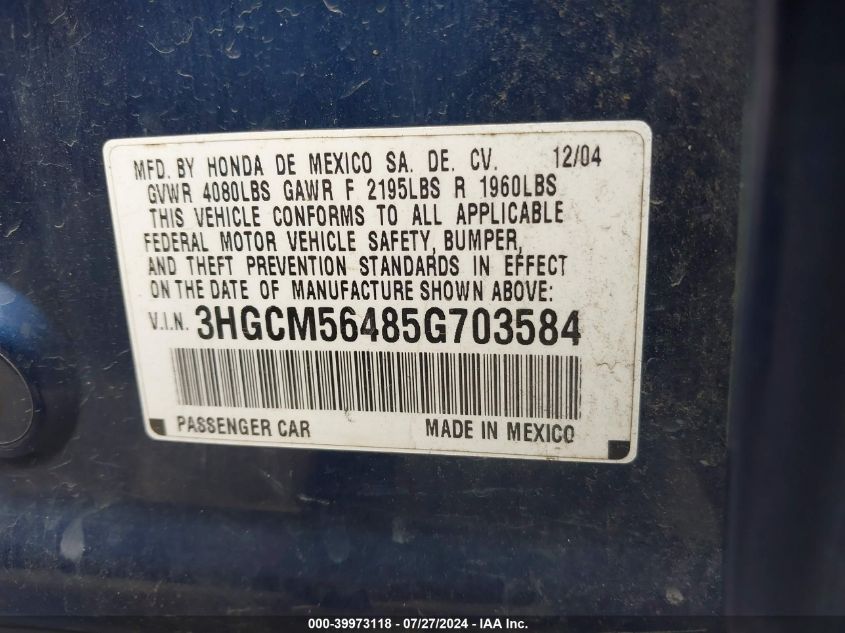 MFD. BY HONDA DE MEXICO SA. DE. CV. 12/04
GVWR 4080LBS GAWR F 2195LBS R 1960LBS
THIS VEHICLE CONFORMS TO ALL APPLICABLE
FEDERAL MOTOR VEHICLE SAFETY, BUMPER,
AND THEFT PREVENTION STANDARDS IN EFFECT
ON THE DATE OF MANUFACTURE SHOWN ABOVE:
V.I.N. 3HGCM56485G703584
PASSENGER CAR MADE IN MEXICO
000-39973118 - 07/27/2024 - IAA Inc.